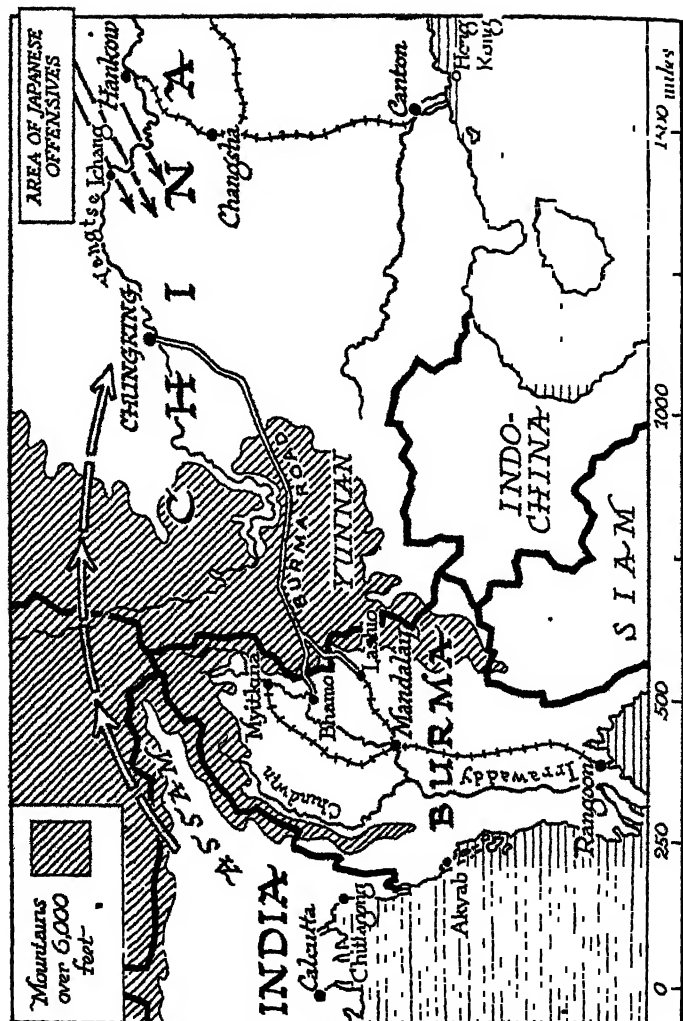 Mountains
over 6,000
feet
AREA OF JAPANESE
OFFENSIVES
Hankow
Ichang
Yangtse
CHUNGKING
CHINA
Changsha
Canton
Hong
Kong
BURMA ROAD
YUNNAN
ASSAM
INDIA
Calcutta
Chittagong
Myitkyina
Bhamo
Lashio
Mandalay
Chindwyn
BURMA
Irrawaddy
Akyab
Rangoon
INDO-
CHINA
SIAM
0
250
500
1000
1400 miles